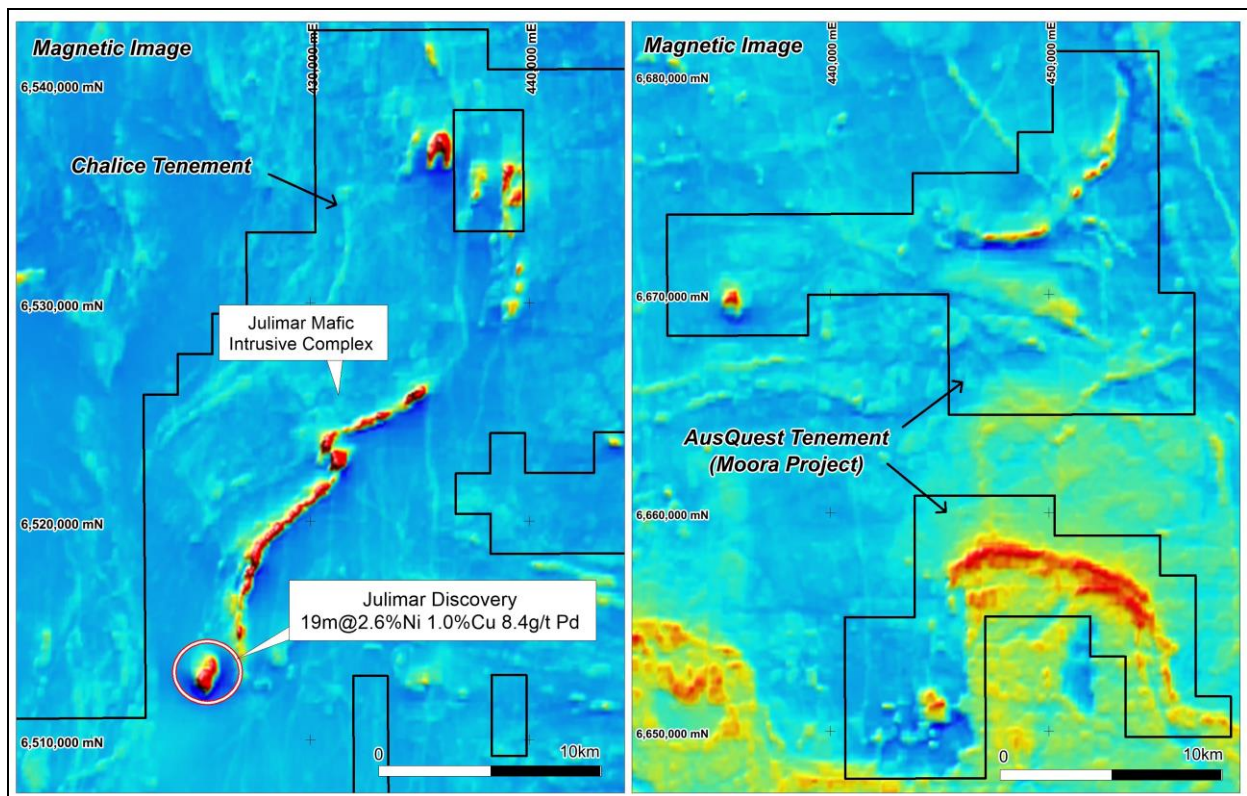 Magnetic Image
430,000 mE
440,000 mE
6,540,000 mN
Chalice Tenement
6,530,000 mN
Julimar Mafic
Intrusive Complex
6,520,000 mN
Julimar Discovery
19m@2.6%Ni 1.0%Cu 8.4g/t Pd
6,510,000 mN
0
10km
Magnetic Image
440,000 mE
450,000 mE
6,680,000 mN
6,670,000 mN
AusQuest Tenement
(Moora Project)
6,660,000 mN
6,650,000 mN
0
10km